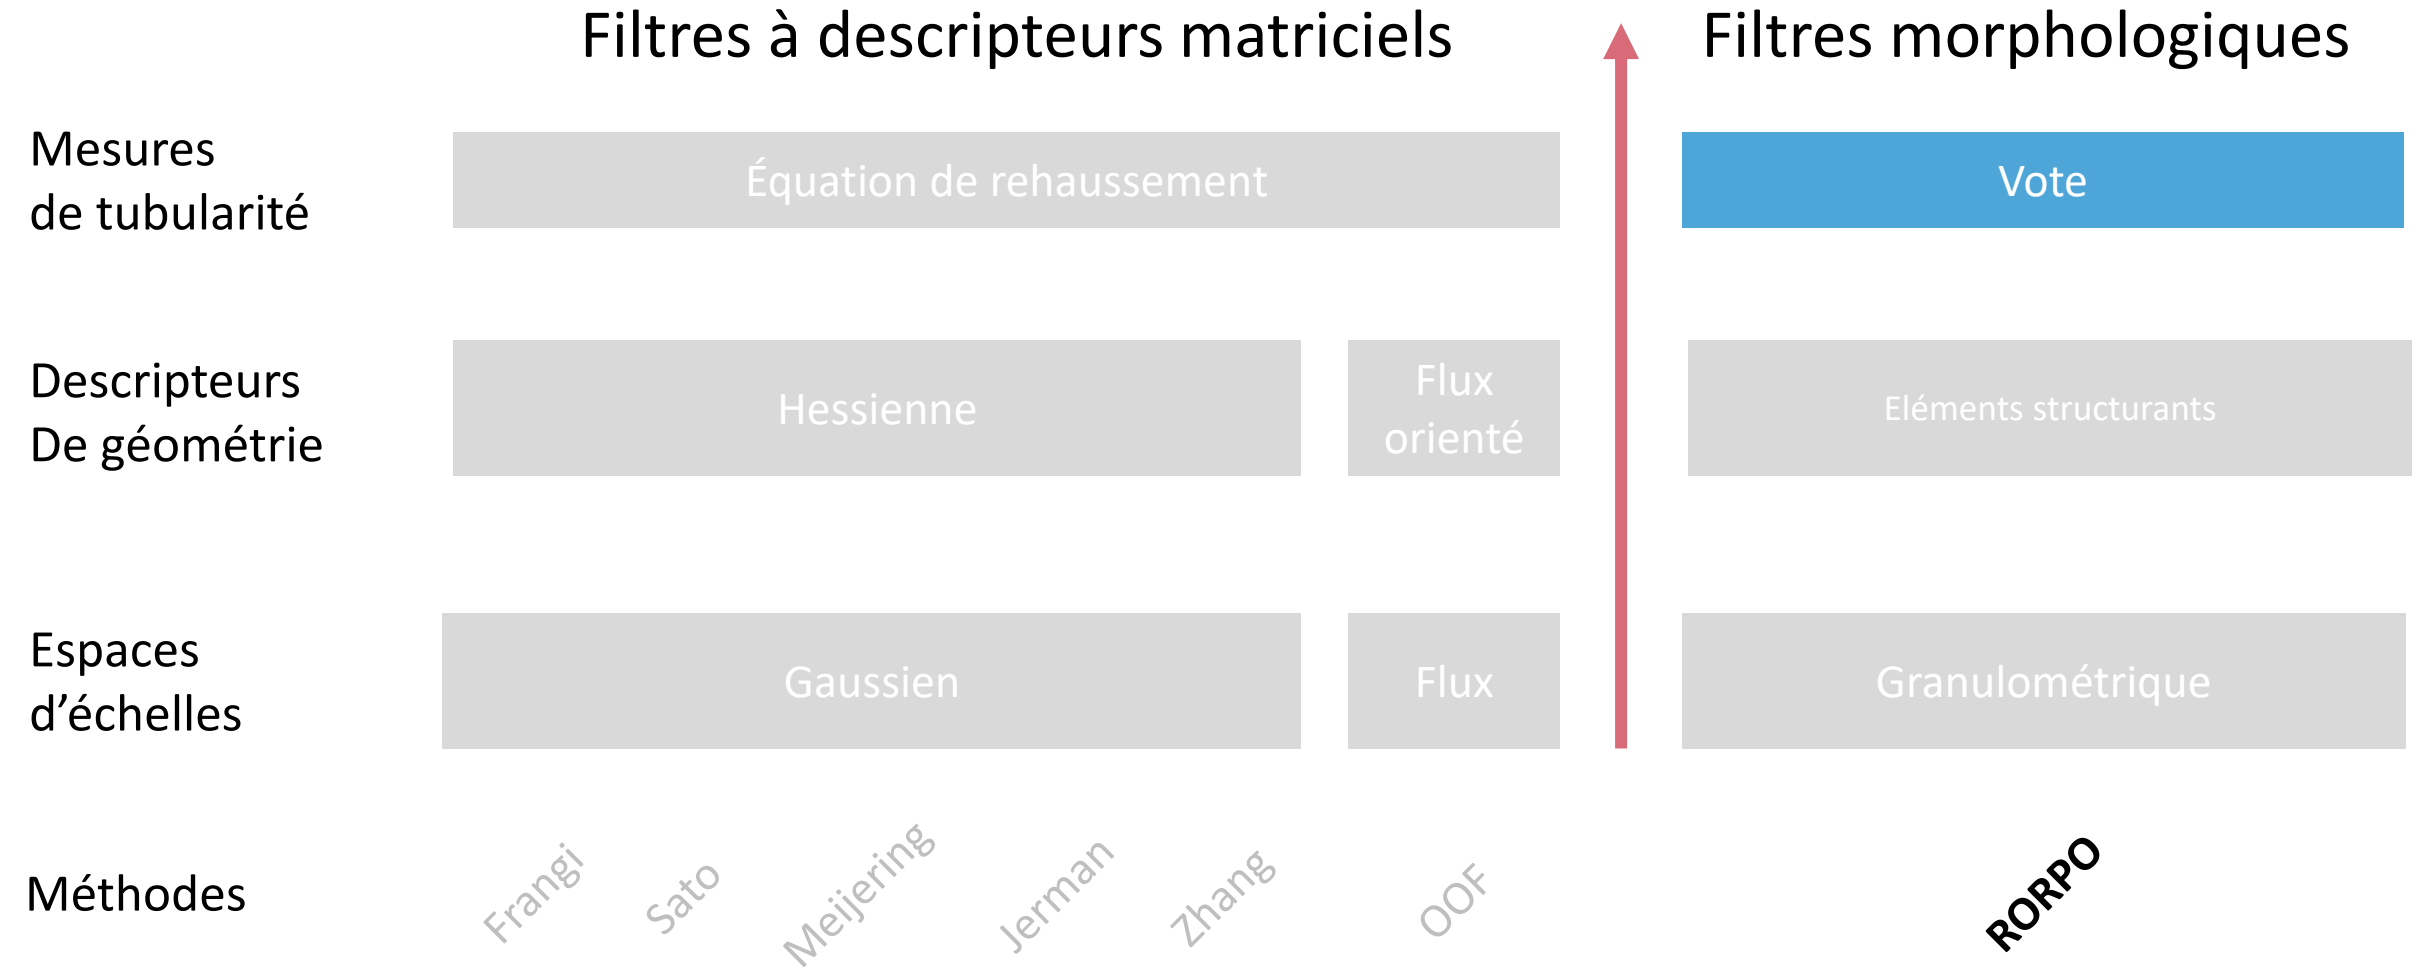 Filtres à descripteurs matriciels
Filtres morphologiques
Mesures
de tubularité
Équation de rehaussement
Vote
Descripteurs
De géométrie
Hessienne
Flux
orienté
Eléments structurants
Espaces
d’échelles
Gaussien
Flux
Granulométrique
Méthodes
Frangi
Sato
Meijering
Jerman
Zhang
OOF
RORPO